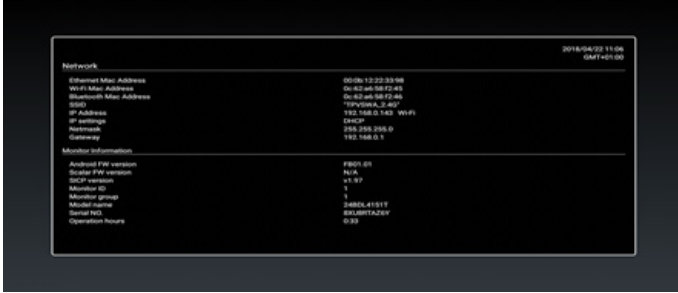 2018/04/22 11:06
GMT+01:00
Network
Ethernet Mac Address 00:0b:12:22:33:98
Wi-Fi Mac Address 0c:62:a6:58:f2:45
Bluetooth Mac Address 0c:62:a6:58:f2:46
SSID "TPVSWA_2.4G"
IP Address 192.168.0.143 Wi-Fi
IP settings DHCP
Netmask 255.255.255.0
Gateway 192.168.0.1
Monitor Information
Android FW version FB01.01
Scalar FW version N/A
SICP version v1.97
Monitor ID 1
Monitor group 1
Model name 24BDL4151T
Serial NO.
Operation hours 0:33